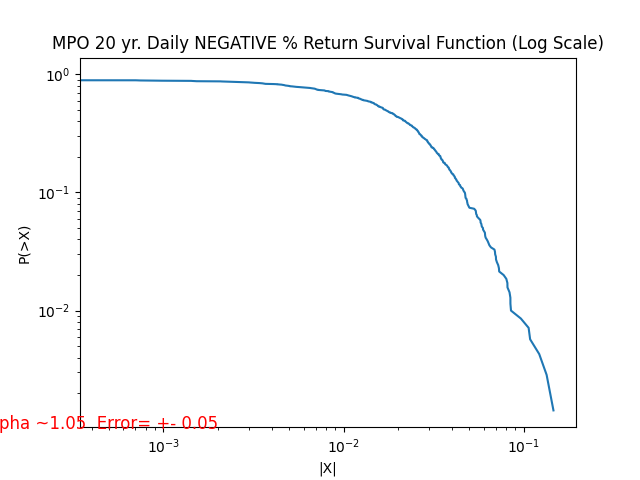 MPO 20 yr. Daily NEGATIVE % Return Survival Function (Log Scale)
10⁰
10⁻¹
10⁻²
P(>X)
pha ~1.05  Error= +- 0.05
10⁻³ 10⁻² 10⁻¹
|X|